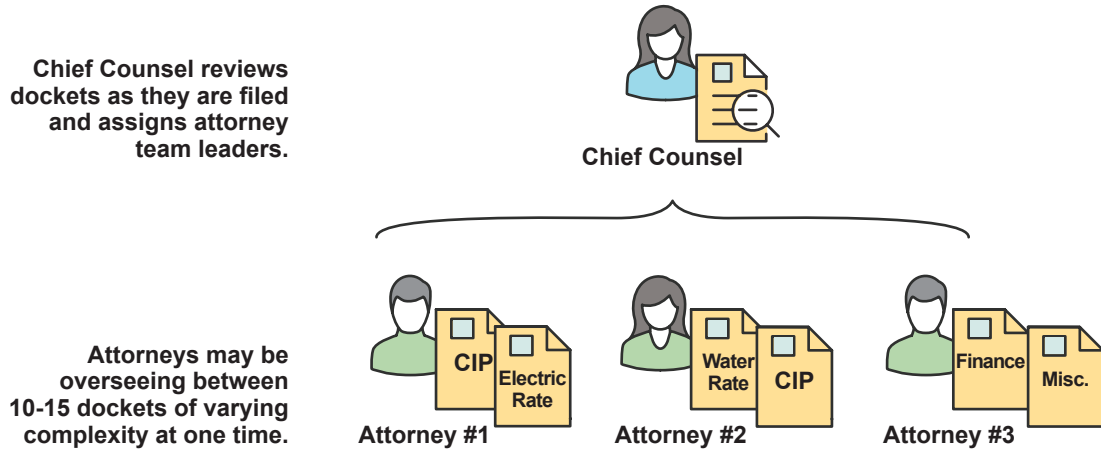 Chief Counsel reviews
dockets as they are filed
and assigns attorney
team leaders.
Chief Counsel
Attorneys may be
overseeing between
10-15 dockets of varying
complexity at one time.
CIP
Electric
Rate
Attorney #1
Water
Rate
CIP
Attorney #2
Finance
Misc.
Attorney #3